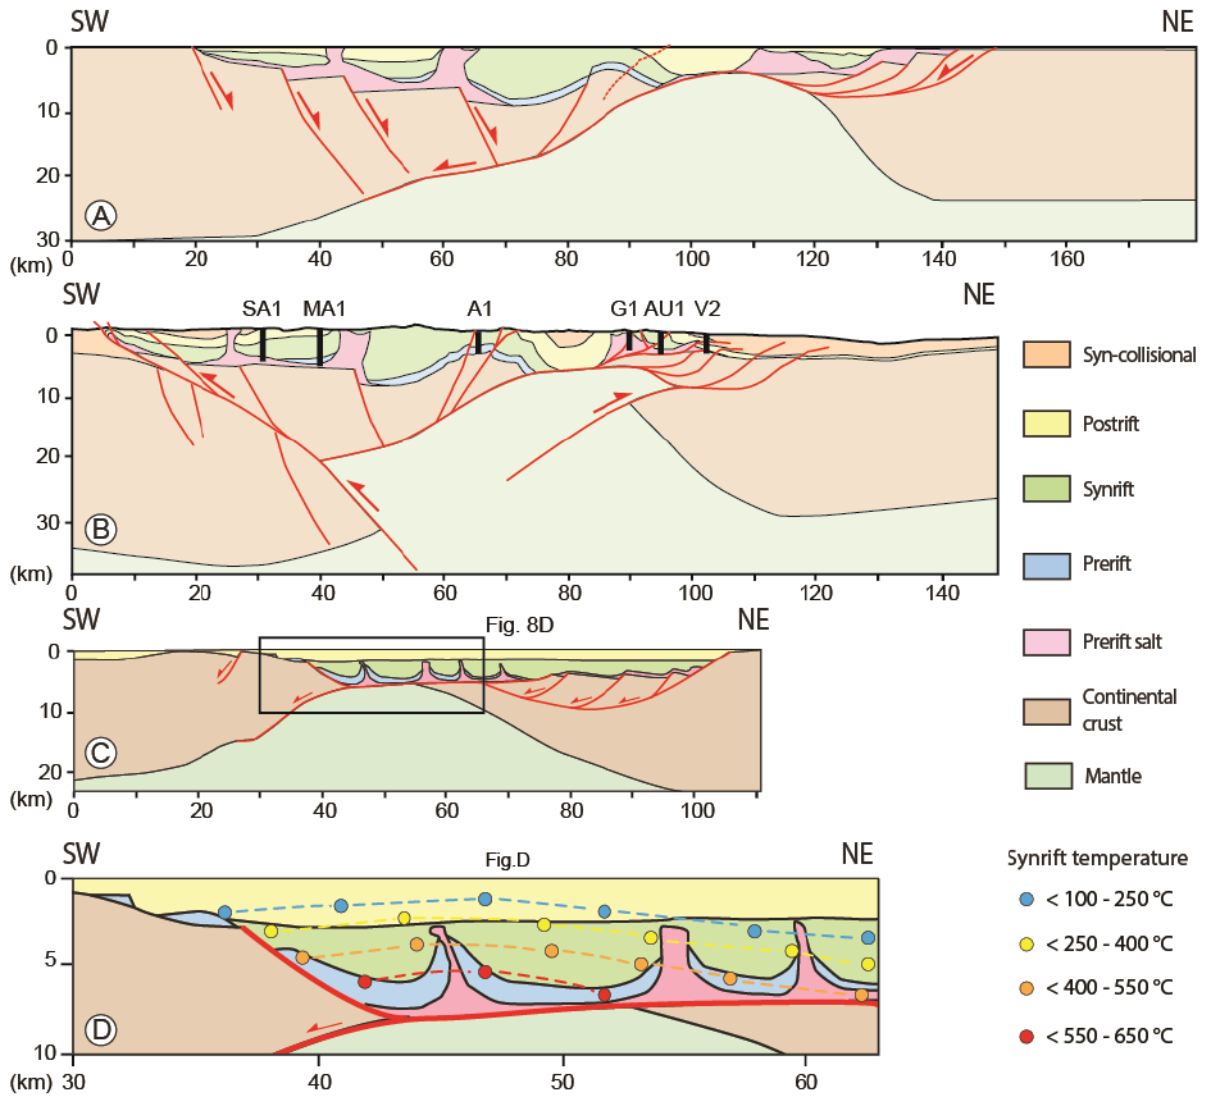 SW NE
0
10
20
30
(km)
A
0 20 40 60 80 100 120 140 160
SW NE
SA1 MA1 A1 G1 AU1 V2
0
10
20
30
(km)
B
0 20 40 60 80 100 120 140
SW Fig. 8D NE
0
10
20
(km)
C
0 20 40 60 80 100
SW Fig.D NE
0
5
10
D
(km) 30 40 50 60
Syn-collisional
Postrift
Synrift
Prerift
Prerift salt
Continental
crust
Mantle
Synrift temperature
< 100 - 250 °C
< 250 - 400 °C
< 400 - 550 °C
< 550 - 650 °C